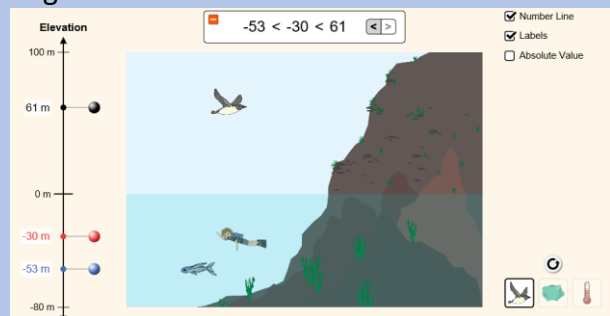 -53 < -30 < 61
< >
Number Line
Labels
Absolute Value
Elevation
100 m
61 m
0 m
-30 m
-53 m
-80 m